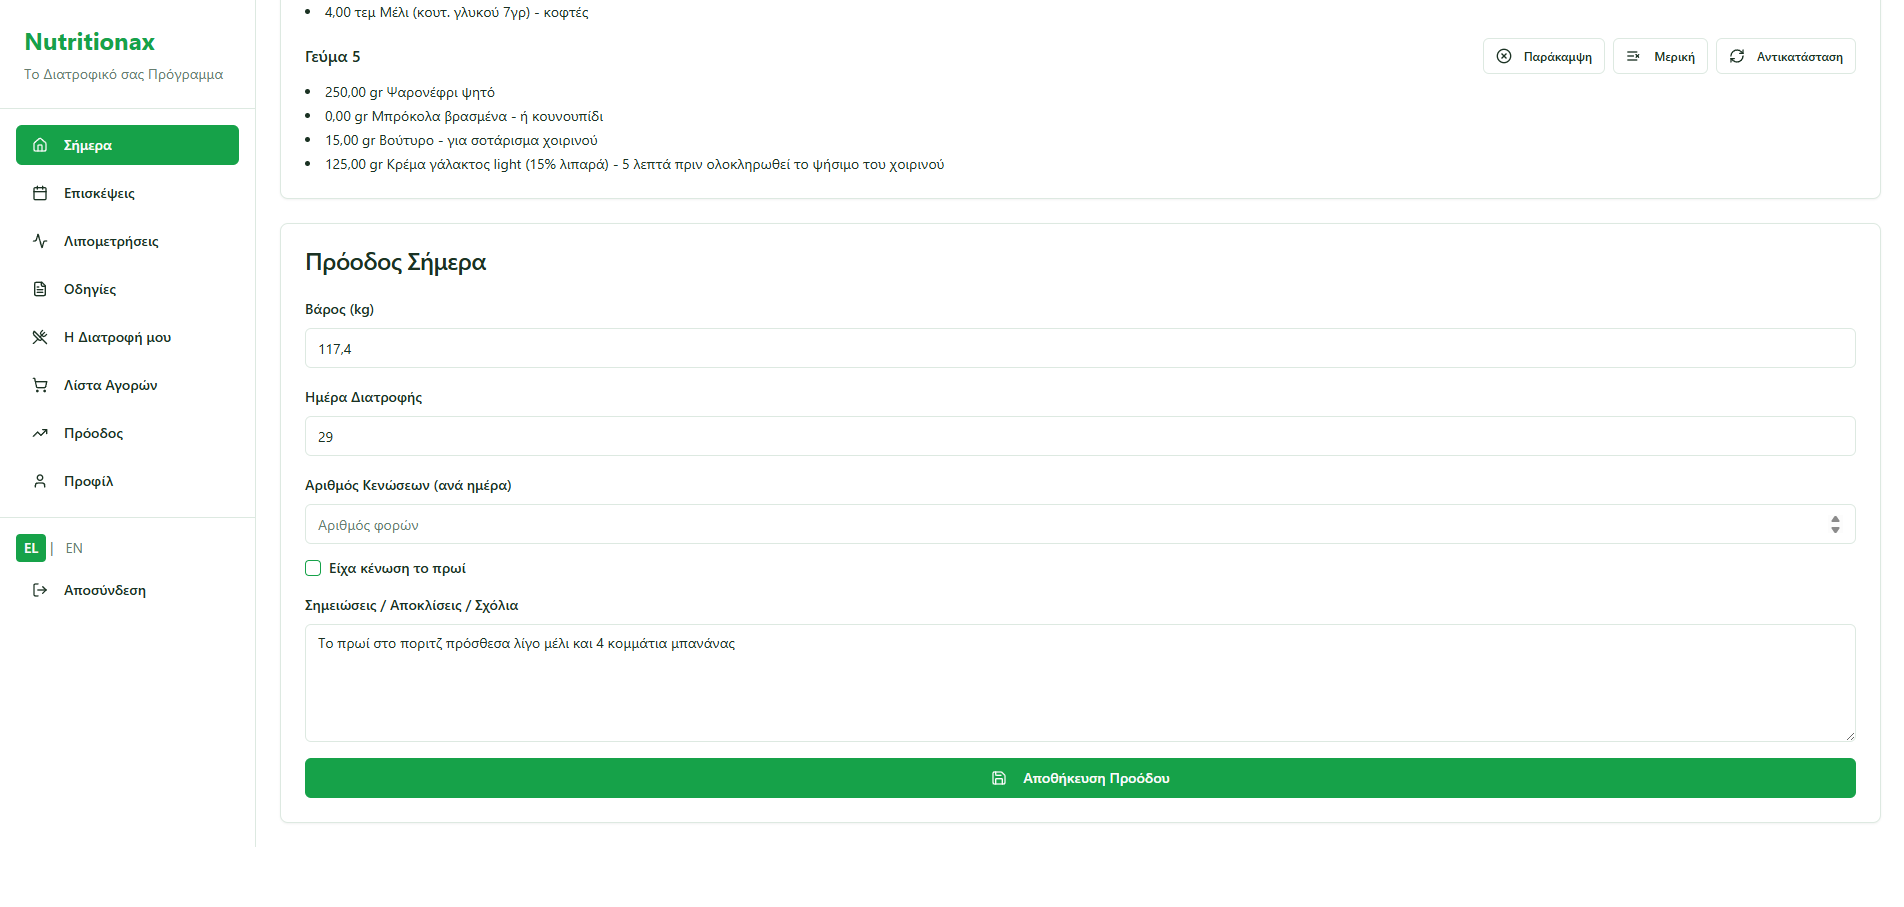 Nutritionax
Το Διατροφικό σας Πρόγραμμα
Σήμερα
Επισκέψεις
Λιπομετρήσεις
Οδηγίες
Η Διατροφή μου
Λίστα Αγορών
Πρόοδος
Προφίλ
EL | EN
Αποσύνδεση
• 4,00 τεμ Μέλι (κουτ. γλυκού 7γρ) - κοφτές
Γεύμα 5
Παράκαμψη
Μερική
Αντικατάσταση
• 250,00 gr Ψαρονέφρι ψητό
• 0,00 gr Μπρόκολα βρασμένα - ή κουνουπίδι
• 15,00 gr Βούτυρο - για σοτάρισμα χοιρινού
• 125,00 gr Κρέμα γάλακτος light (15% λιπαρά) - 5 λεπτά πριν ολοκληρωθεί το ψήσιμο του χοιρινού
Πρόοδος Σήμερα
Βάρος (kg)
117,4
Ημέρα Διατροφής
29
Αριθμός Κενώσεων (ανά ημέρα)
Αριθμός φορών
Είχα κένωση το πρωί
Σημειώσεις / Αποκλίσεις / Σχόλια
Το πρωί στο ποριτζ πρόσθεσα λίγο μέλι και 4 κομμάτια μπανάνας
Αποθήκευση Προόδου